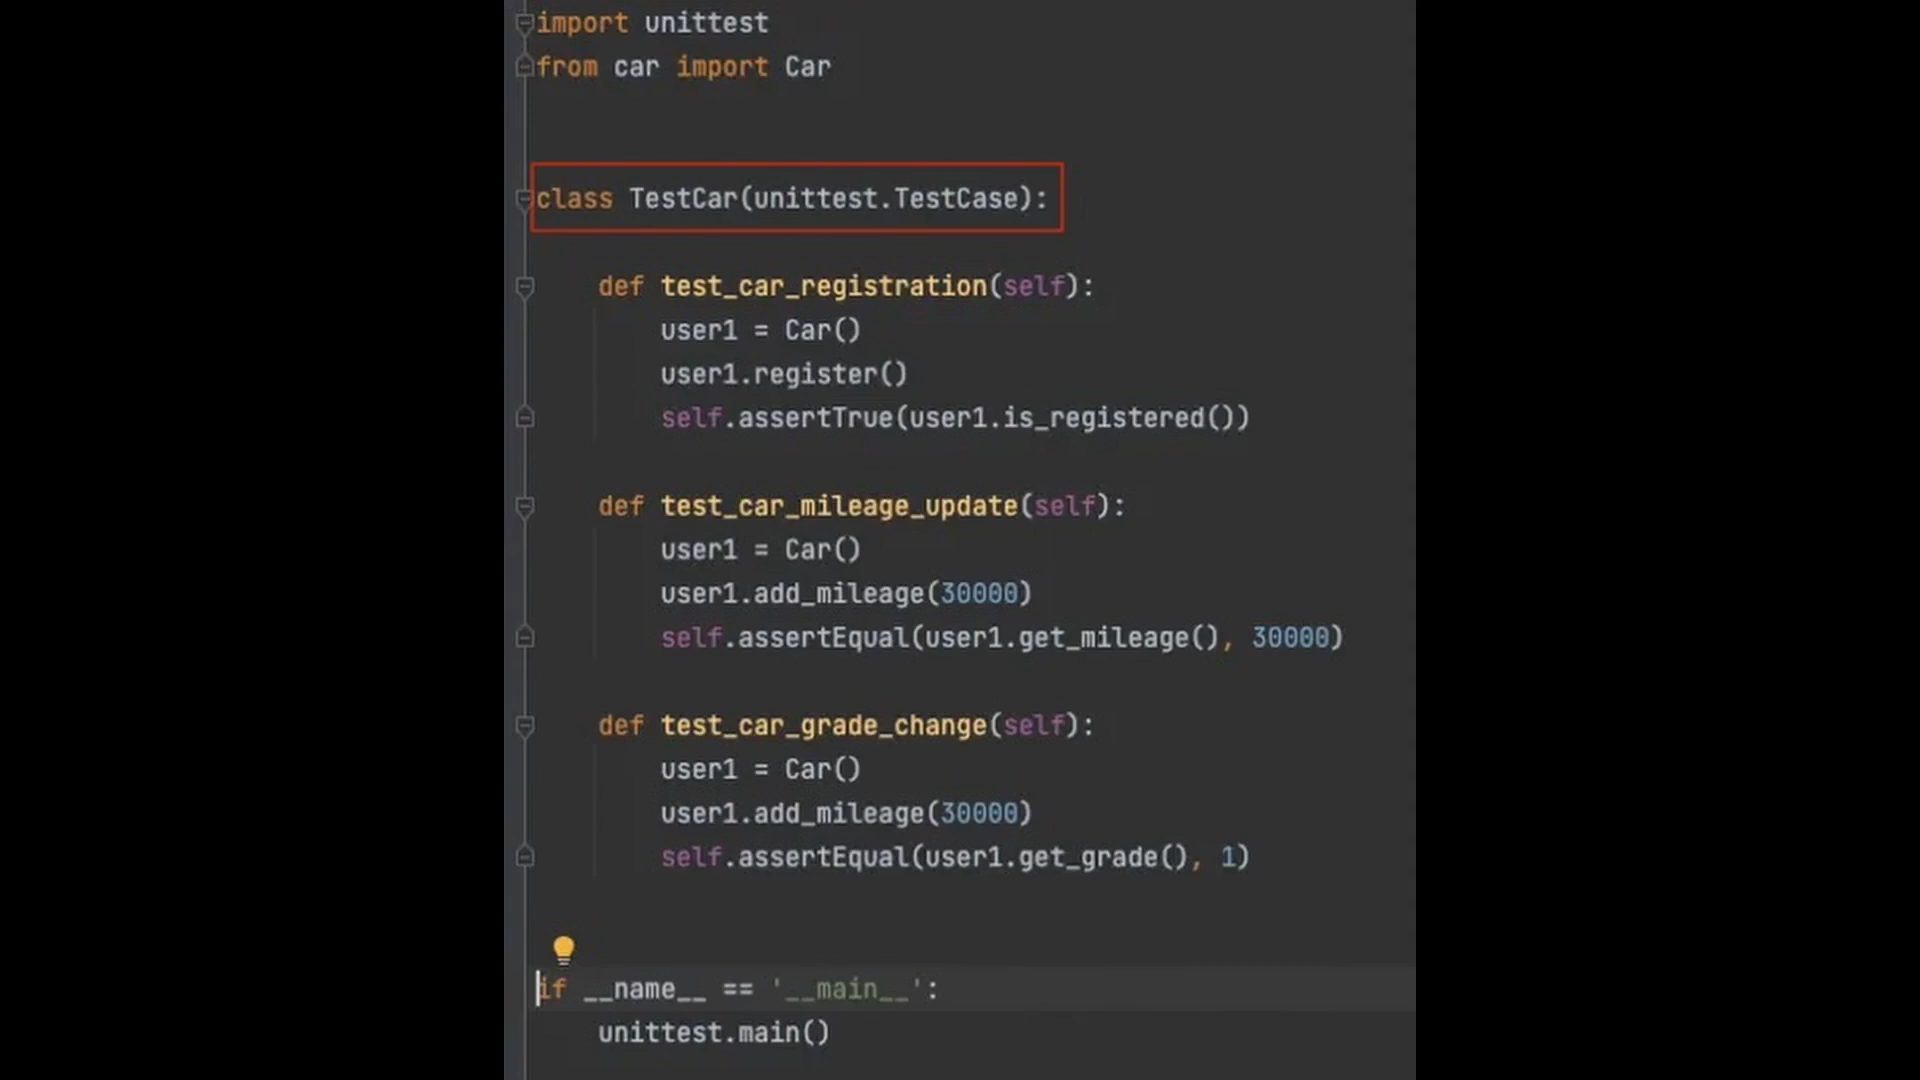 import unittest
from car import Car
class TestCar(unittest.TestCase):
    def test_car_registration(self):
        user1 = Car()
        user1.register()
        self.assertTrue(user1.is_registered())
    def test_car_mileage_update(self):
        user1 = Car()
        user1.add_mileage(30000)
        self.assertEqual(user1.get_mileage(), 30000)
    def test_car_grade_change(self):
        user1 = Car()
        user1.add_mileage(30000)
        self.assertEqual(user1.get_grade(), 1)
if __name__ == '__main__':
    unittest.main()